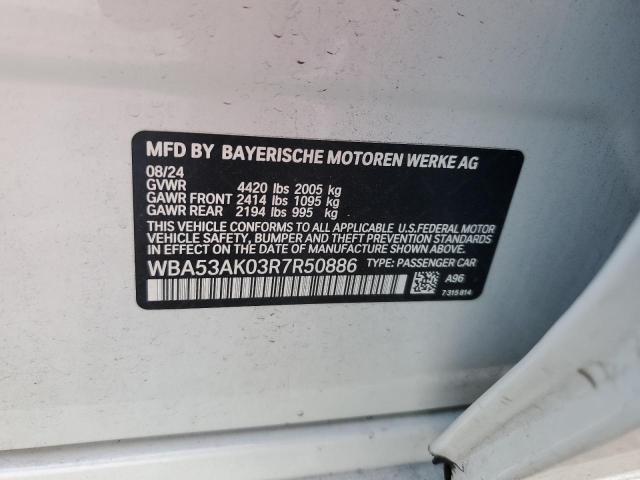 MFD BY BAYERISCHE MOTOREN WERKE AG
08/24
GVWR 4420 lbs 2005 kg
GAWR FRONT 2414 lbs 1095 kg
GAWR REAR 2194 lbs 995 kg
THIS VEHICLE CONFORMS TO ALL APPLICABLE U.S.FEDERAL MOTOR
VEHICLE SAFETY, BUMPER AND THEFT PREVENTION STANDARDS
IN EFFECT ON THE DATE OF MANUFACTURE SHOWN ABOVE.
WBA53AK03R7R50886 TYPE: PASSENGER CAR
A96
7 315 814